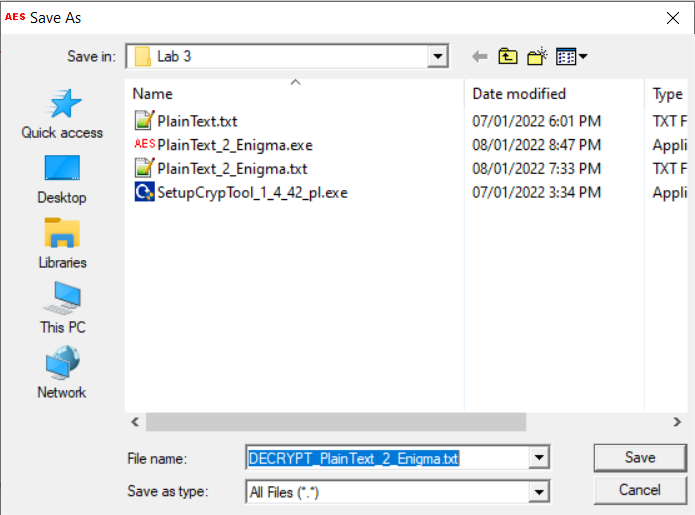 AES Save As
Save in: Lab 3
Name Date modified Type
PlainText.txt 07/01/2022 6:01 PM TXT F
AES PlainText_2_Enigma.exe 08/01/2022 8:47 PM Appli
PlainText_2_Enigma.txt 08/01/2022 7:33 PM TXT F
SetupCrypTool_1_4_42_pl.exe 07/01/2022 3:34 PM Appli
Quick access
Desktop
Libraries
This PC
Network
File name: DECRYPT_PlainText_2_Enigma.txt Save
Save as type: All Files (*.*) Cancel